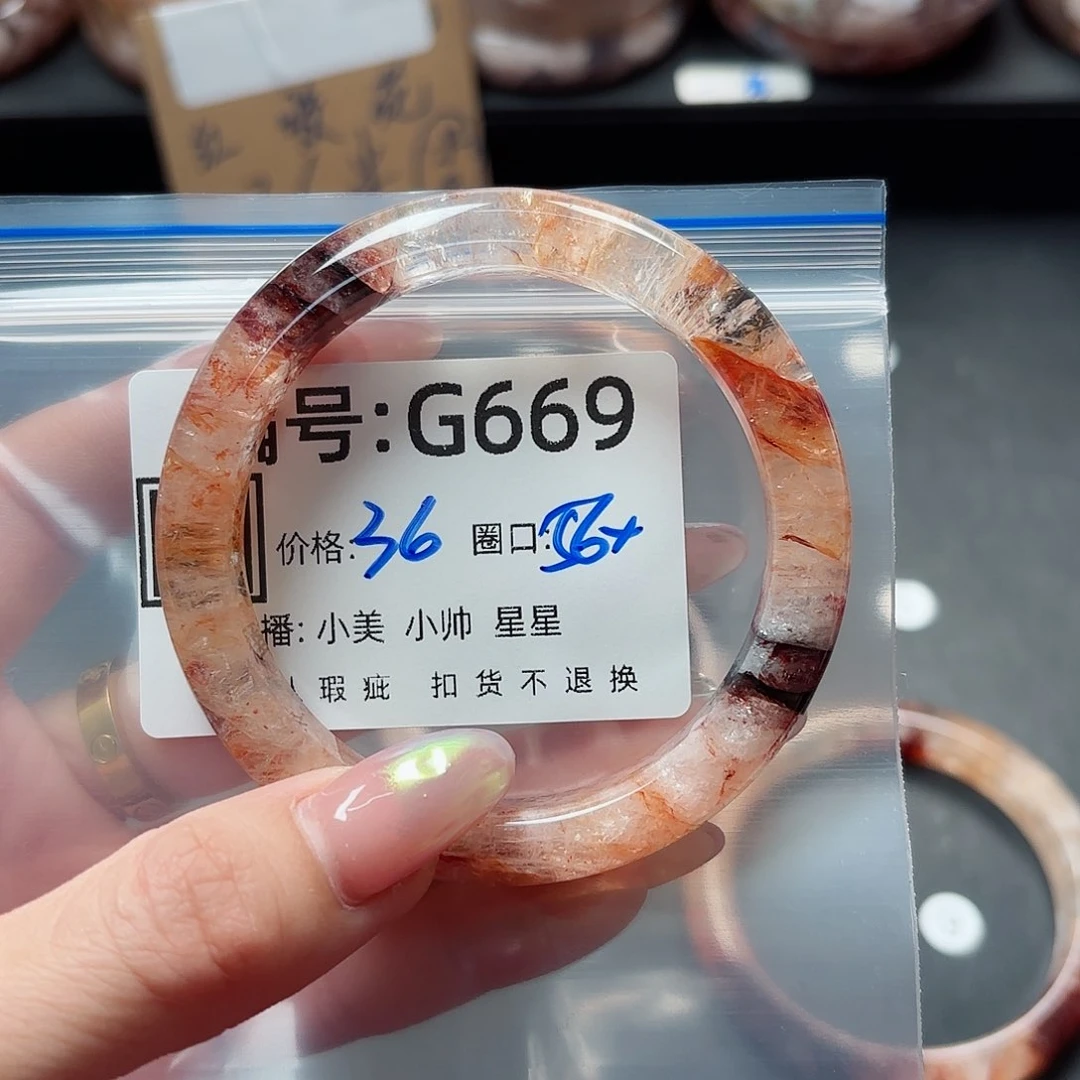 号:G669
价格:36 圈口:56+
播: 小美 小帅 星星
瑕疵 扣货不退换